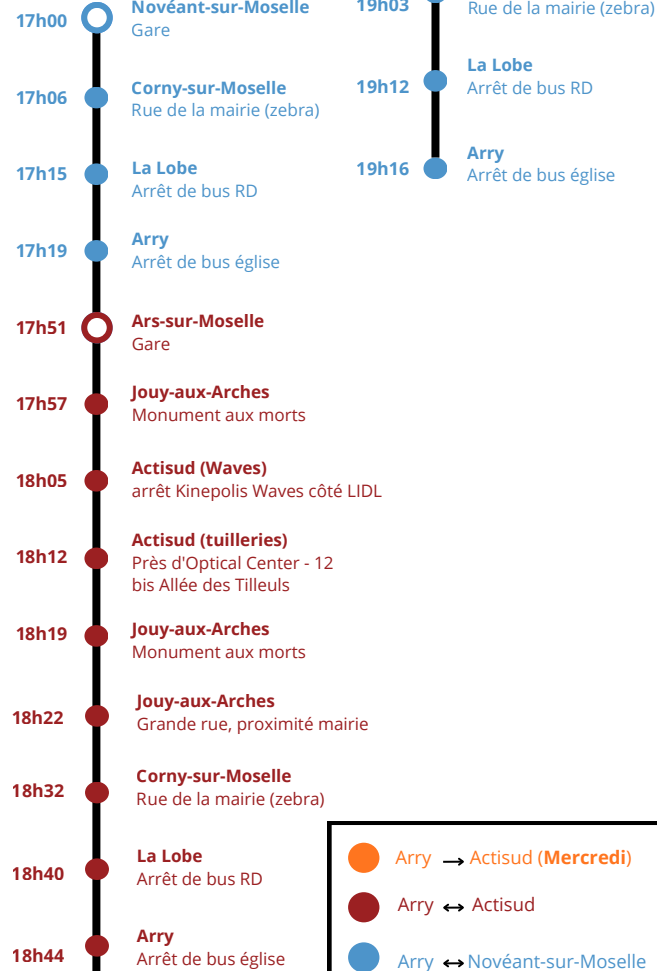 17h00
Novéant-sur-Moselle
Gare
17h06
Corny-sur-Moselle
Rue de la mairie (zebra)
17h15
La Lobe
Arrêt de bus RD
17h19
Arry
Arrêt de bus église
17h51
Ars-sur-Moselle
Gare
17h57
Jouy-aux-Arches
Monument aux morts
18h05
Actisud (Waves)
arrêt Kinepolis Waves côté LIDL
18h12
Actisud (tuilleries)
Près d'Optical Center - 12
bis Allée des Tilleuls
18h19
Jouy-aux-Arches
Monument aux morts
18h22
Jouy-aux-Arches
Grande rue, proximité mairie
18h32
Corny-sur-Moselle
Rue de la mairie (zebra)
18h40
La Lobe
Arrêt de bus RD
18h44
Arry
Arrêt de bus église
19h03
Rue de la mairie (zebra)
19h12
La Lobe
Arrêt de bus RD
19h16
Arry
Arrêt de bus église
Arry → Actisud (Mercredi)
Arry ↔ Actisud
Arry ↔ Novéant-sur-Moselle